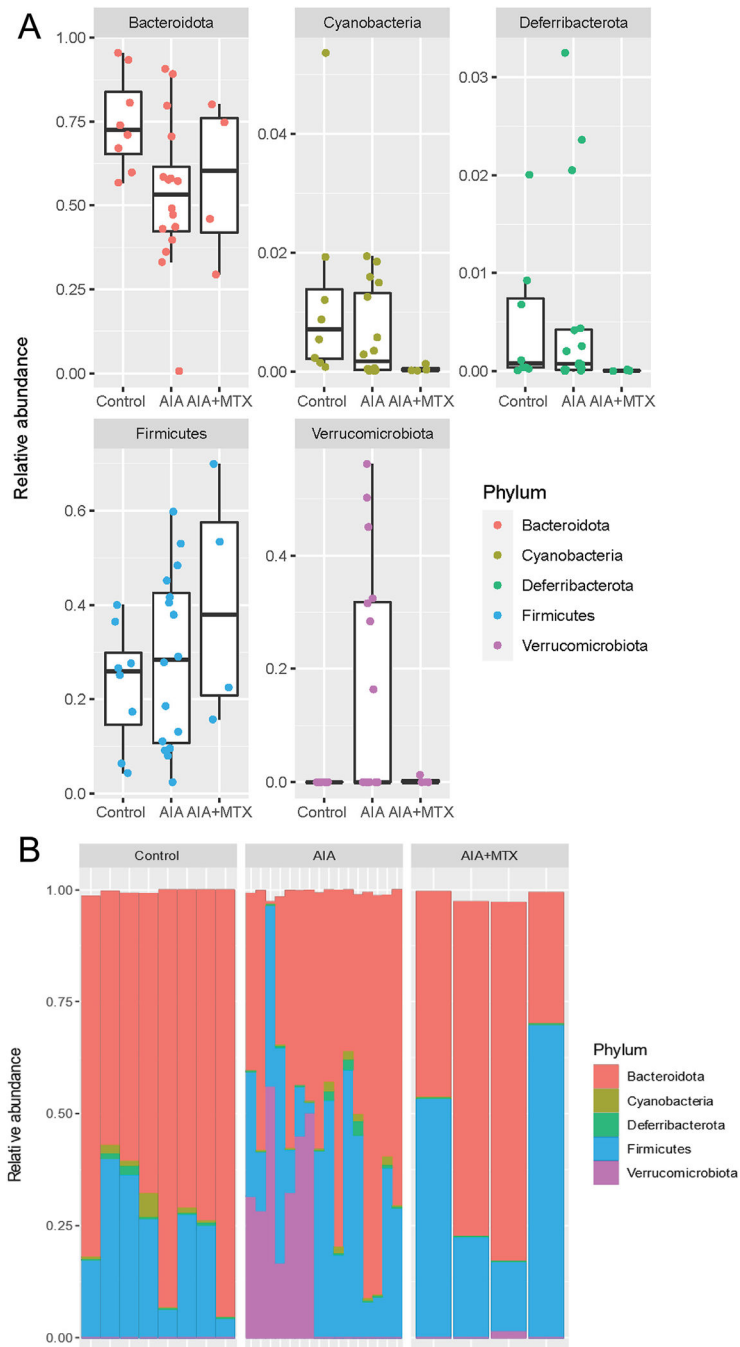 A
Bacteroidota
Cyanobacteria
Deferribacterota
1.00
0.75
0.50
0.25
0.00
0.04
0.02
0.00
0.03
0.02
0.01
0.00
Control
AIA
AIA+MTX
Control
AIA
AIA+MTX
Control
AIA
AIA+MTX
Relative abundance
Firmicutes
Verrucomicrobiota
0.6
0.4
0.2
0.0
0.4
0.2
0.0
Control
AIA
AIA+MTX
Control
AIA
AIA+MTX
Phylum
Bacteroidota
Cyanobacteria
Deferribacterota
Firmicutes
Verrucomicrobiota
B
Control
AIA
AIA+MTX
1.00
0.75
0.50
0.25
0.00
Relative abundance
Phylum
Bacteroidota
Cyanobacteria
Deferribacterota
Firmicutes
Verrucomicrobiota